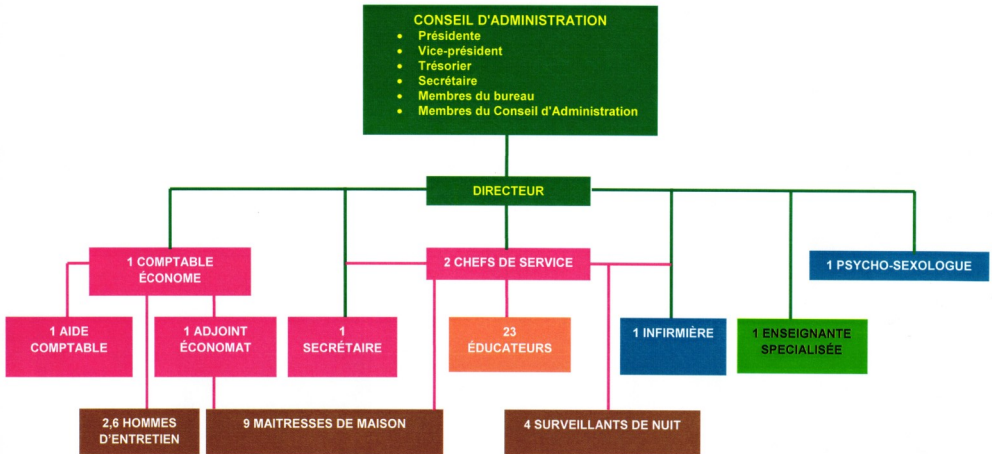 CONSEIL D'ADMINISTRATION
• Présidente
• Vice-président
• Trésorier
• Secrétaire
• Membres du bureau
• Membres du Conseil d'Administration
DIRECTEUR
1 COMPTABLE
ÉCONOME
2 CHEFS DE SERVICE
1 PSYCHO-SEXOLOGUE
1 AIDE
COMPTABLE
1 ADJOINT
ÉCONOMAT
1
SECRÉTAIRE
23
ÉDUCATEURS
1 INFIRMIÈRE
1 ENSEIGNANTE
SPECIALISÉE
2,6 HOMMES
D'ENTRETIEN
9 MAITRESSES DE MAISON
4 SURVEILLANTS DE NUIT